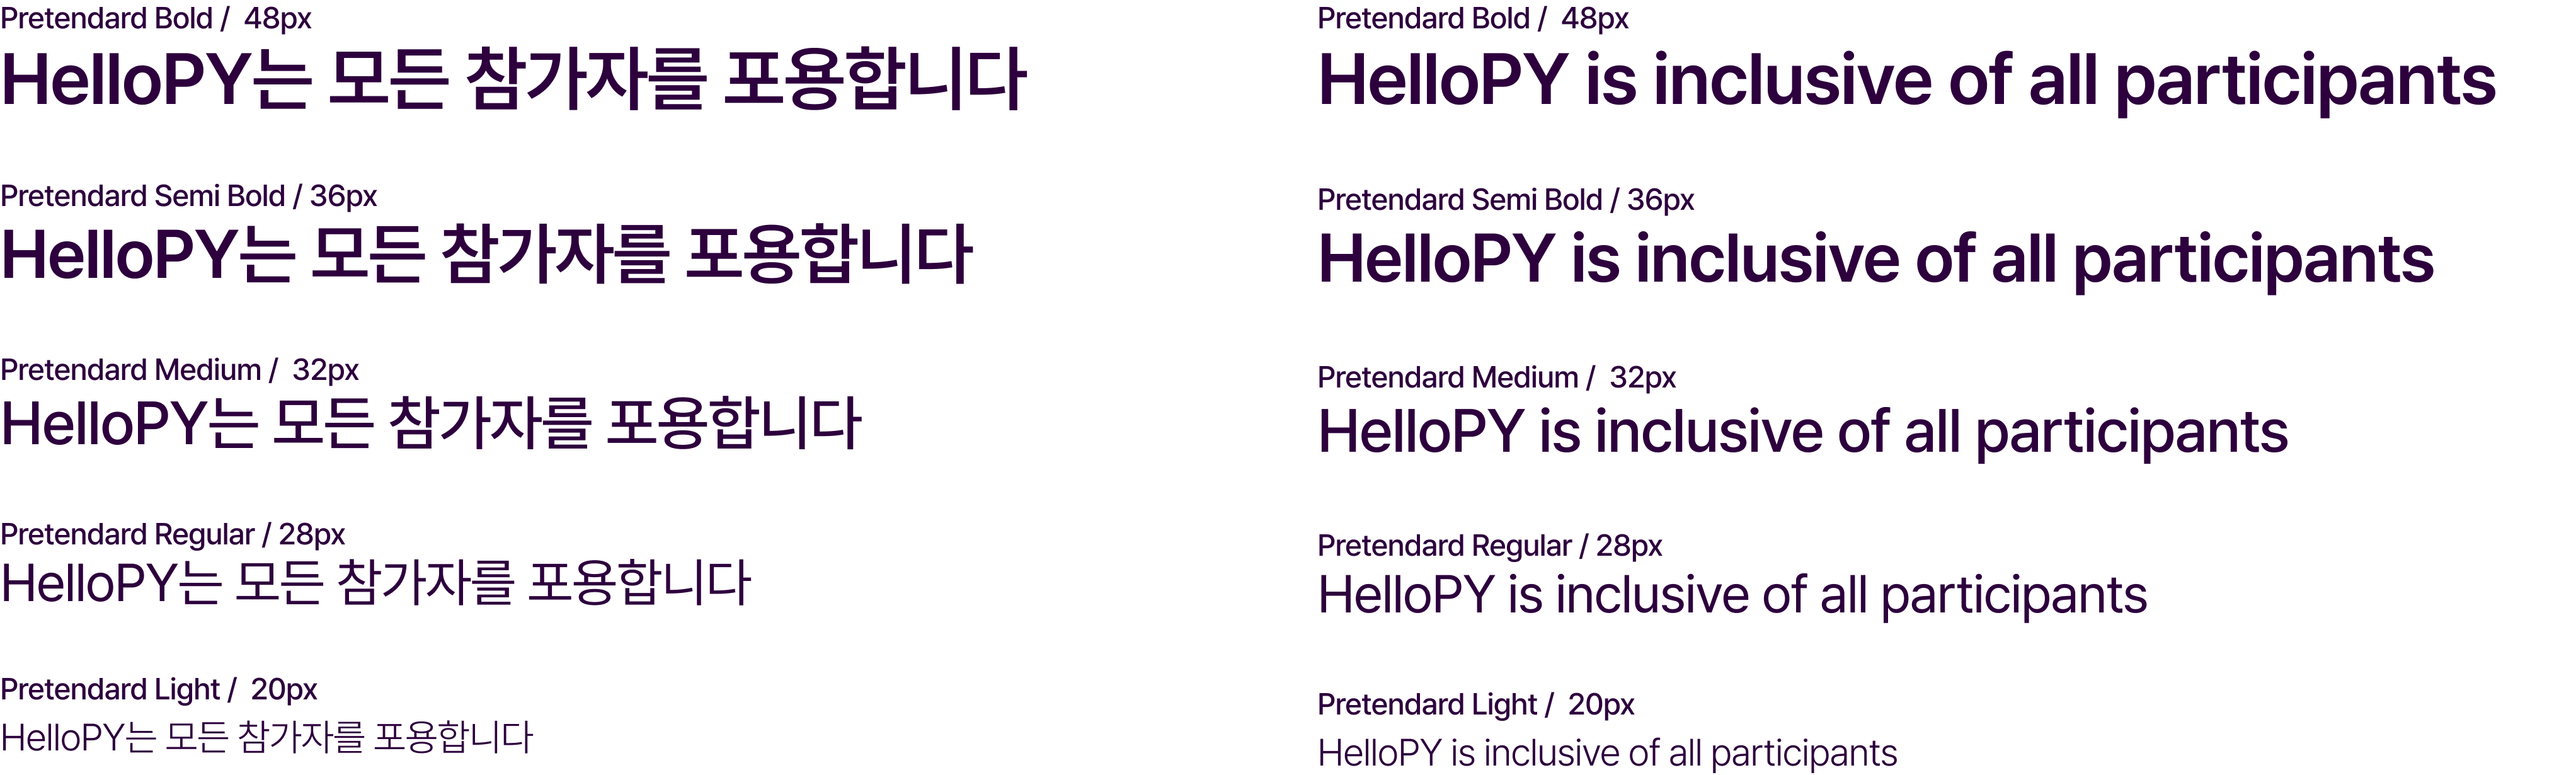 Pretendard Bold /  48px
HelloPY는 모든 참가자를 포용합니다
Pretendard Semi Bold / 36px
HelloPY는 모든 참가자를 포용합니다
Pretendard Medium /  32px
HelloPY는 모든 참가자를 포용합니다
Pretendard Regular / 28px
HelloPY는 모든 참가자를 포용합니다
Pretendard Light /  20px
HelloPY는 모든 참가자를 포용합니다
Pretendard Bold /  48px
HelloPY is inclusive of all participants
Pretendard Semi Bold / 36px
HelloPY is inclusive of all participants
Pretendard Medium /  32px
HelloPY is inclusive of all participants
Pretendard Regular / 28px
HelloPY is inclusive of all participants
Pretendard Light /  20px
HelloPY is inclusive of all participants